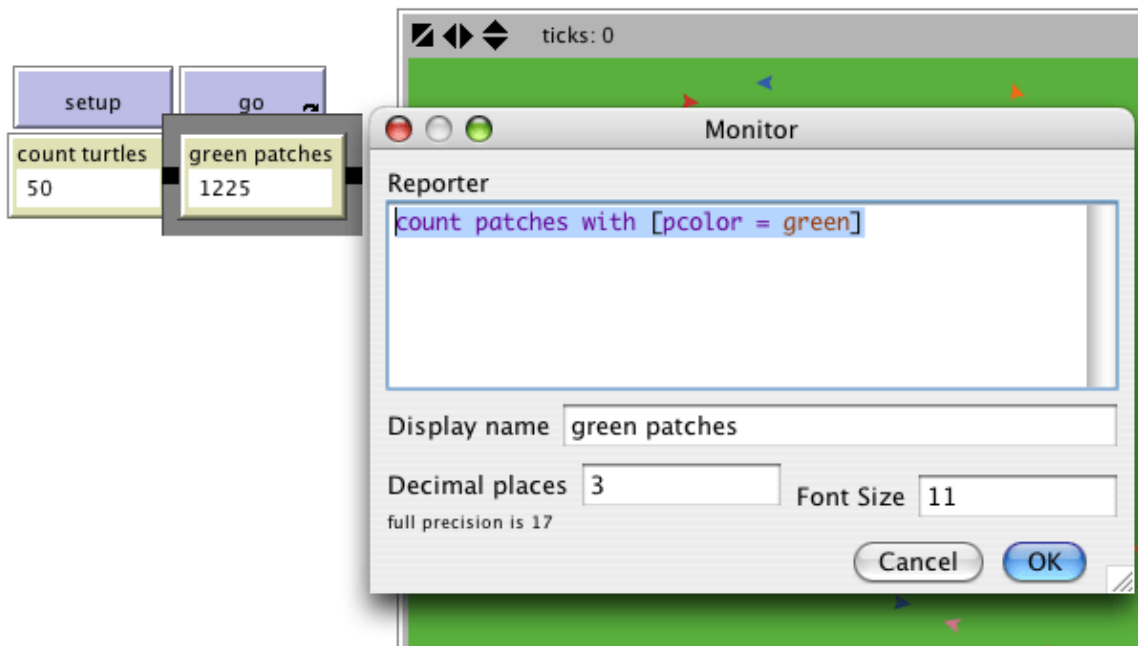 ticks: 0
setup
go
count turtles
50
green patches
1225
Monitor
Reporter
count patches with [pcolor = green]
Display name
green patches
Decimal places
3
Font Size
11
full precision is 17
Cancel
OK